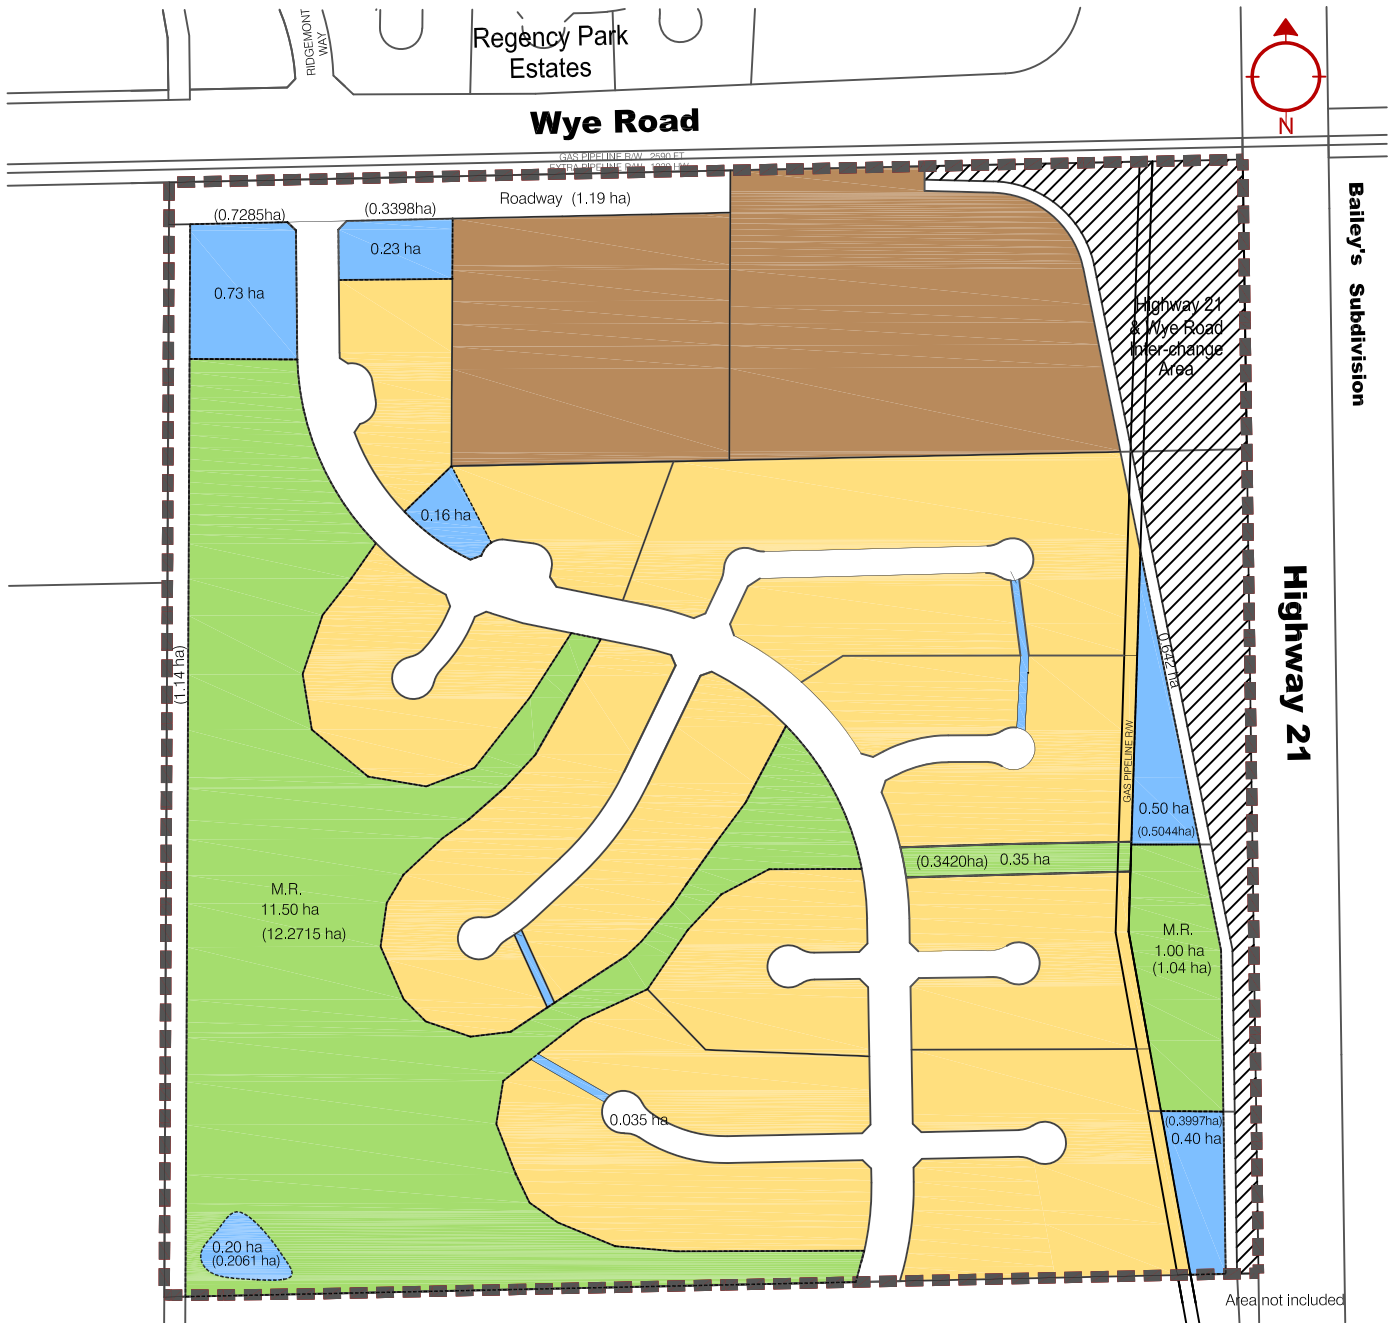 RIDGEMONT
WAY
Regency Park
Estates
N
Wye Road
GAS PIPELINE R/W 2590 FT
Roadway (1.19 ha)
(0.7285ha)
(0.3398ha)
0.23 ha
0.73 ha
Bailey's Subdivision
Highway 21
& Wye Road
Inter-change
Area
0.16 ha
Highway 21
(1.14 ha)
0.642 ha
GAS PIPELINE R/W
0.50 ha
(0.5044ha)
(0.3420ha) 0.35 ha
M.R.
11.50 ha
(12.2715 ha)
M.R.
1.00 ha
(1.04 ha)
0.035 ha
(0.3997ha)
0.40 ha
0.20 ha
(0.2061 ha)
Area not included